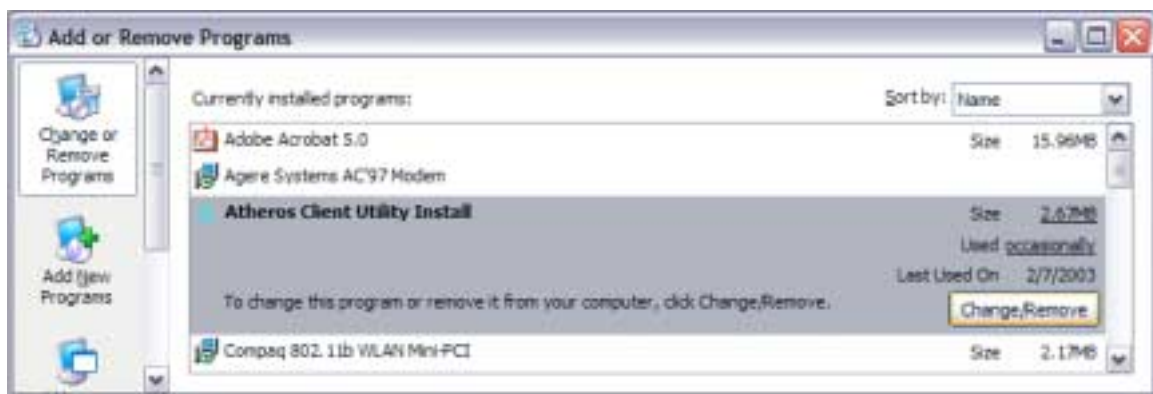 Add or Remove Programs
Change or
Remove
Programs
Add New
Programs
Currently installed programs:
Sort by: Name
Adobe Acrobat 5.0 Size 15.96MB
Agere Systems AC'97 Modem
Atheros Client Utility Install Size 2.67MB
Used occasionally
Last Used On 2/7/2003
To change this program or remove it from your computer, click Change/Remove.
Change/Remove
Compaq 802.11b WLAN Mini-PCI Size 2.17MB